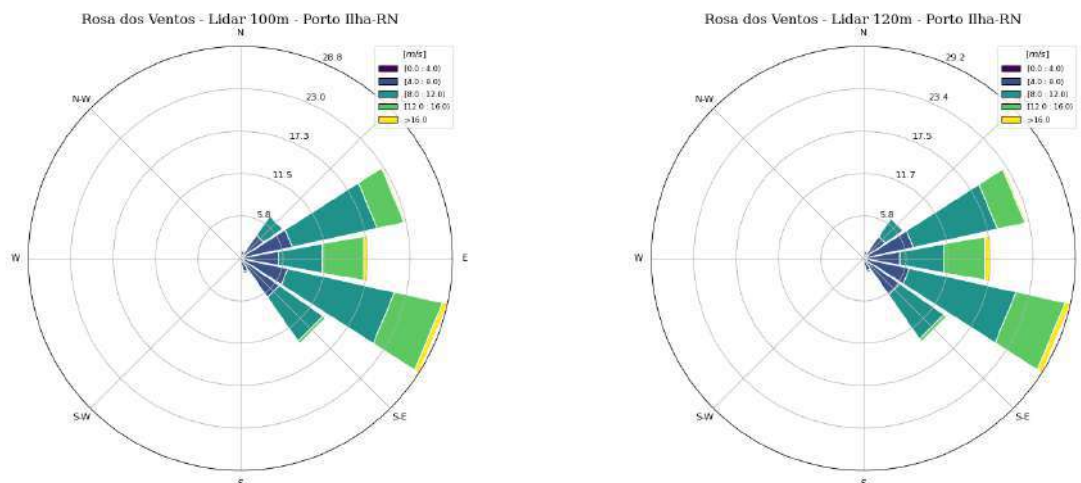 Rosa dos Ventos - Lidar 100m - Porto Ilha-RN
N
28.8
[m/s]
[0.0 : 4.0)
[4.0 : 8.0)
[8.0 : 12.0)
[12.0 : 16.0)
>16.0
N-W
23.0
17.3
11.5
5.8
W
E
S-W
S-E
S
Rosa dos Ventos - Lidar 120m - Porto Ilha-RN
N
29.2
[m/s]
[0.0 : 4.0)
[4.0 : 8.0)
[8.0 : 12.0)
[12.0 : 16.0)
>16.0
N-W
23.4
17.5
11.7
5.8
W
E
S-W
S-E
S